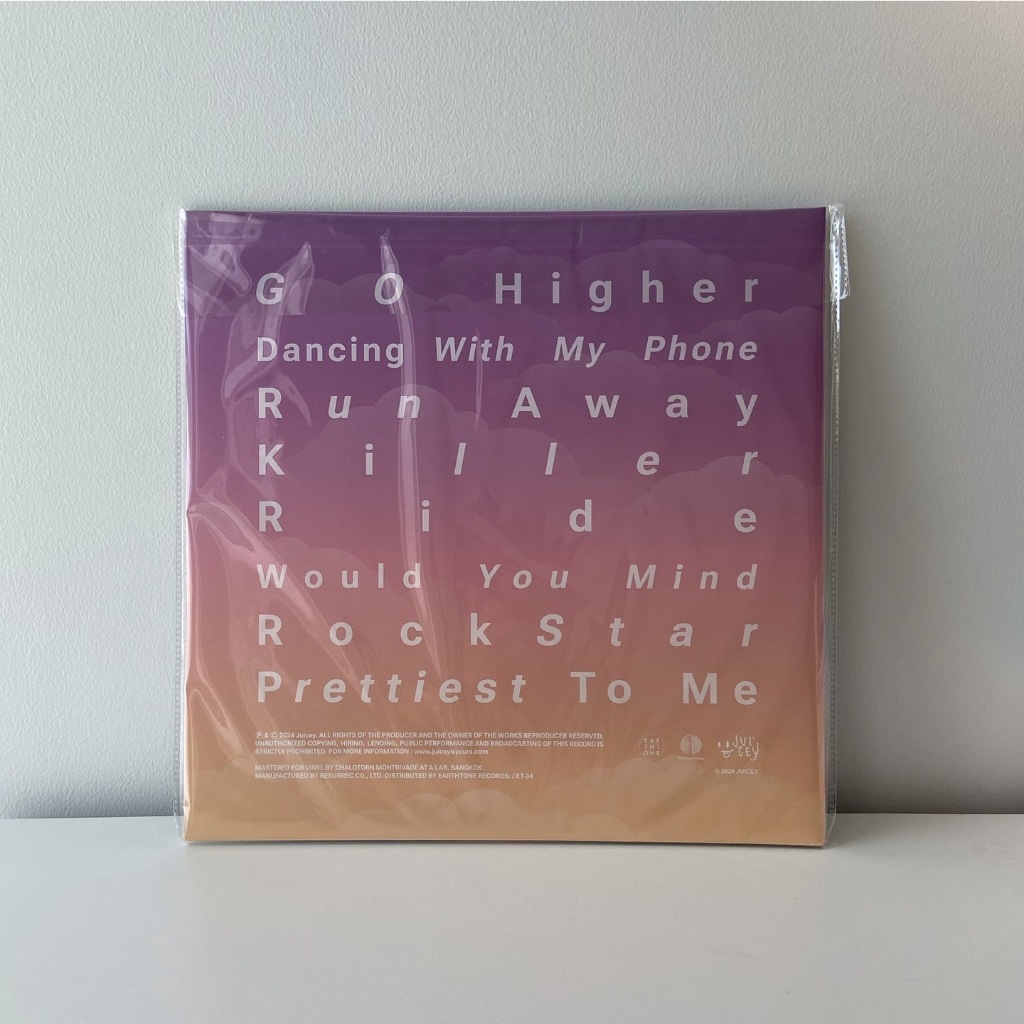 GO Higher
Dancing With My Phone
Run Away
Killer
Ride
Would You Mind
RockStar
Prettiest To Me
℗ & © 2024 Juicey. ALL RIGHTS OF THE PRODUCER AND THE OWNER OF THE WORKS REPRODUCER RESERVED.
UNAUTHORIZED COPYING, HIRING, LENDING, PUBLIC PERFORMANCE AND BROADCASTING OF THIS RECORD IS
STRICTLY PROHIBITED. FOR MORE INFORMATION : www.juiceyisyours.com
MASTERED FOR VINYL BY CHALOTORN MONTRIVADE AT A LAB. BANGKOK.
MANUFACTURED BY RESURREC CO., LTD. DISTRIBUTED BY EARTHTONE RECORDS. / ET-34
EAR
THT
ONE
JUI
CEY
© 2024 JUICEY